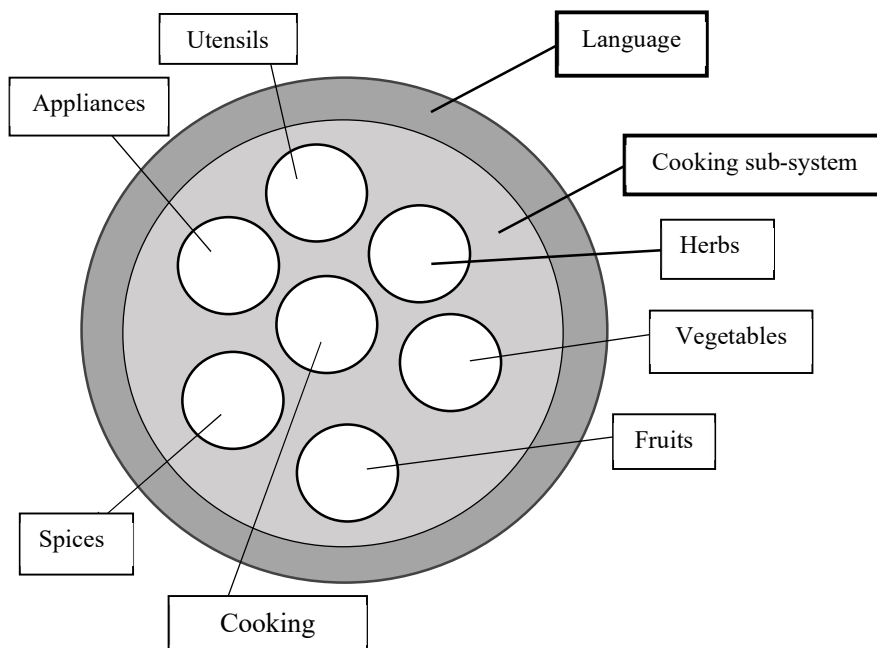 Utensils
Language
Appliances
Cooking sub-system
Herbs
Vegetables
Fruits
Spices
Cooking